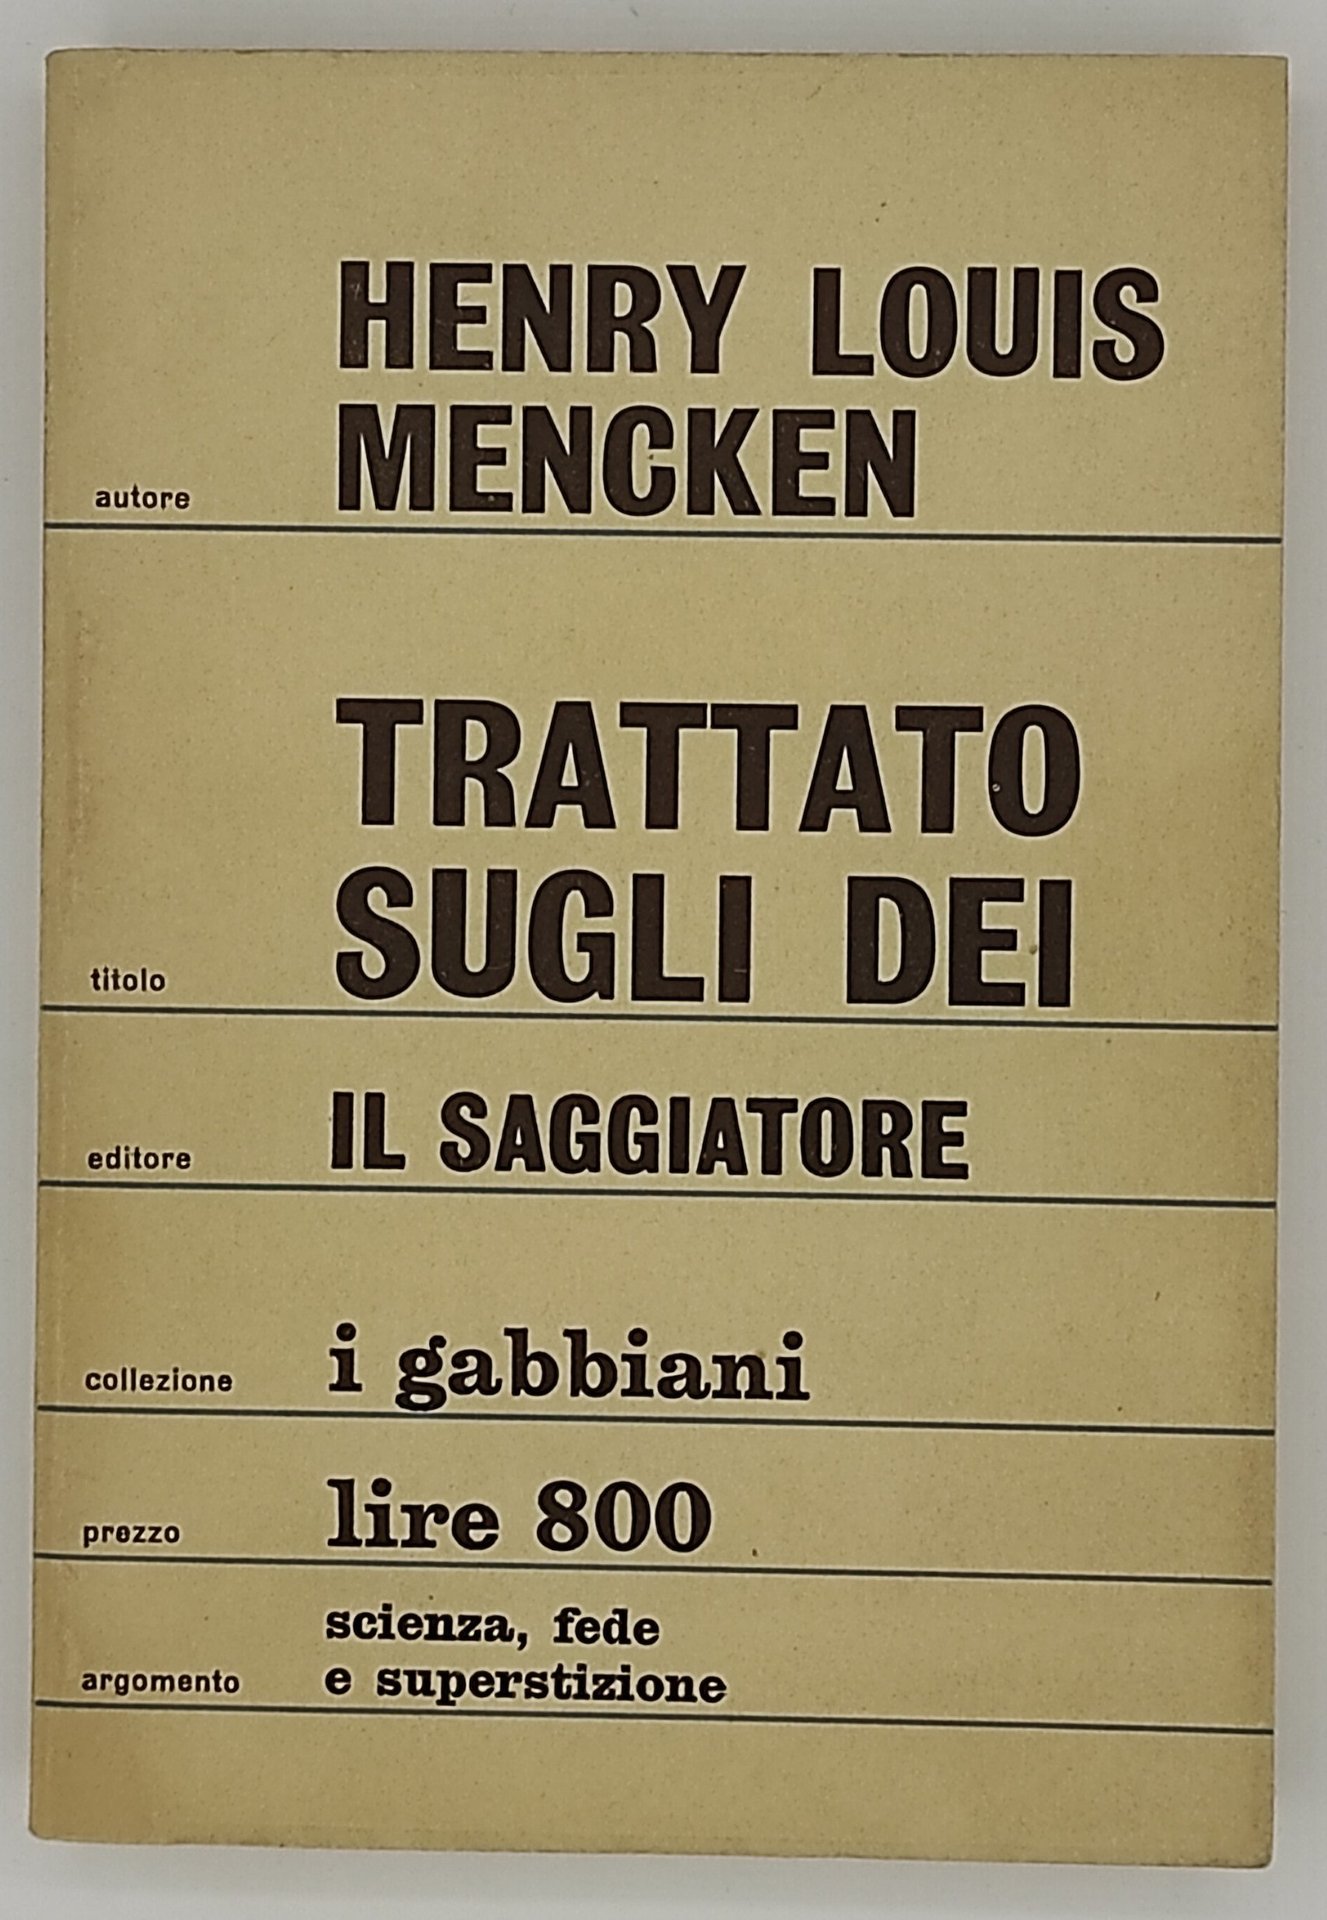 HENRY LOUIS
autore MENCKEN
TRATTATO
titolo SUGLI DEI
editore IL SAGGIATORE
collezione i gabbiani
prezzo lire 800
scienza, fede
argomento e superstizione